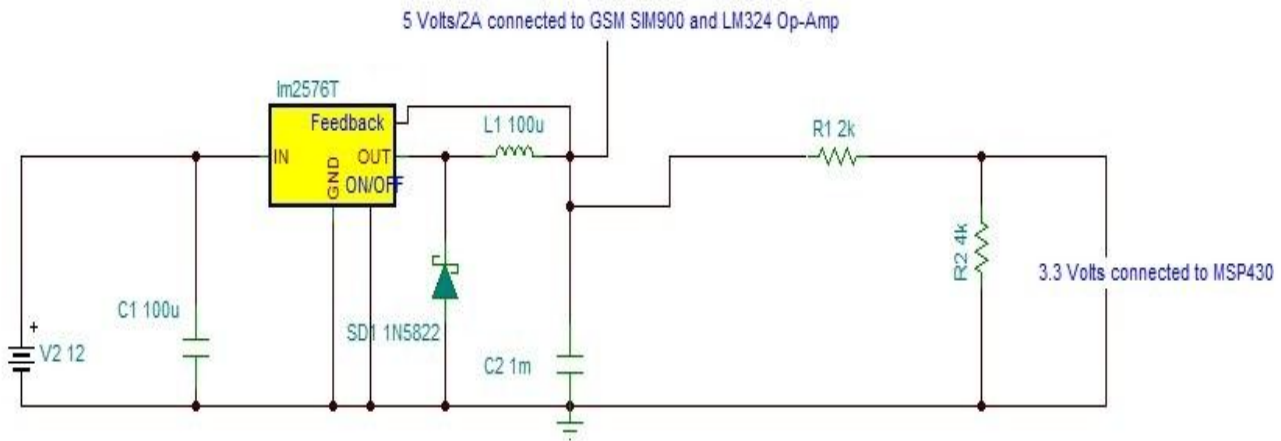 5 Volts/2A connected to GSM SIM900 and LM324 Op-Amp
lm2576T
Feedback
L1 100u
R1 2k
IN
OUT
GND
ON/OFF
R2 4k
3.3 Volts connected to MSP430
C1 100u
SD1 1N5822
+
V2 12
C2 1m